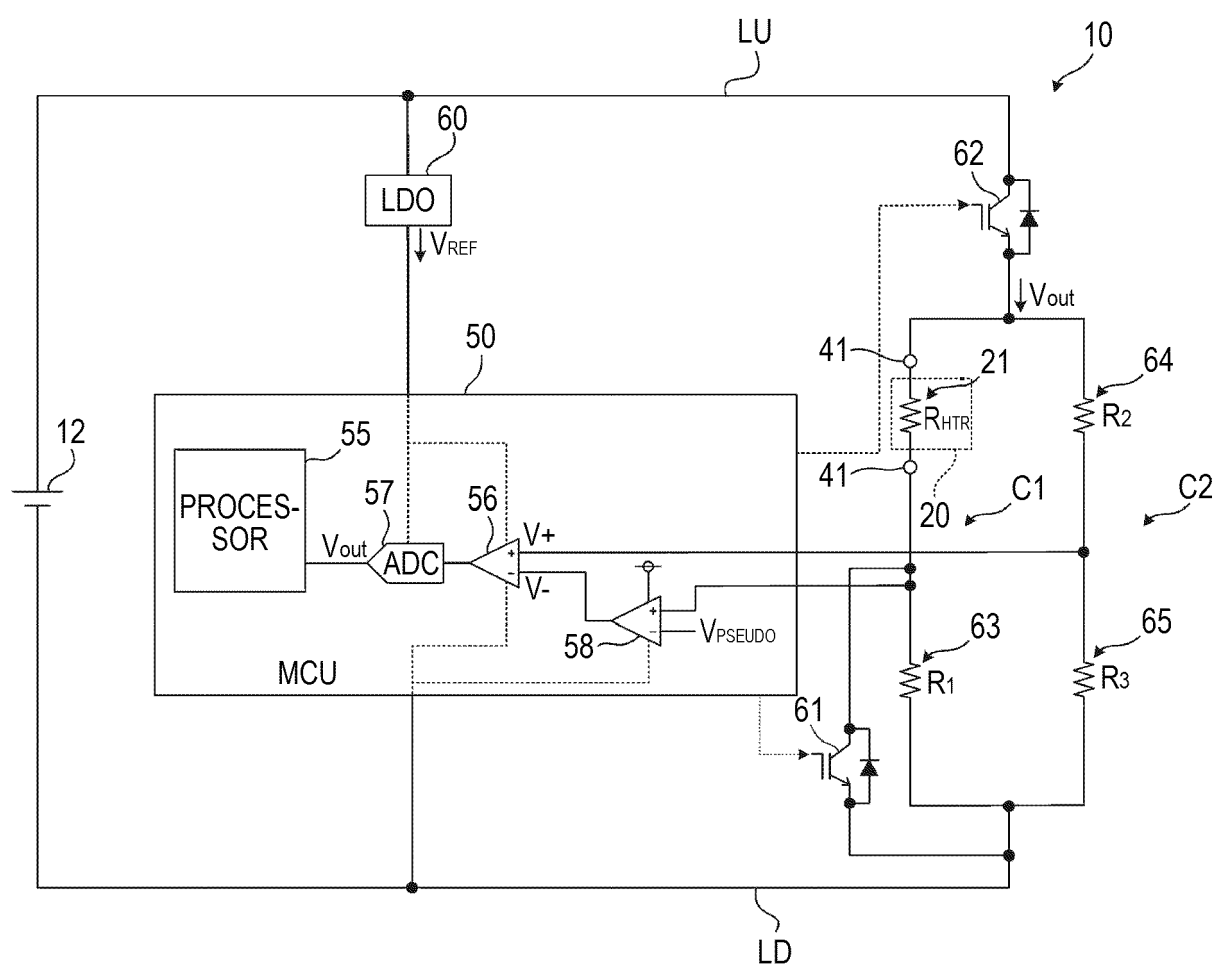 LU
10
60
LDO
VREF
62
Vout
50
41
21
RHTR
64
R2
12
55
PROCES-
SOR
57
56
41
20
C1
C2
Vout
ADC
V+
+
-
V-
+
-
VPSEUDO
58
63
R1
65
R3
MCU
61
LD